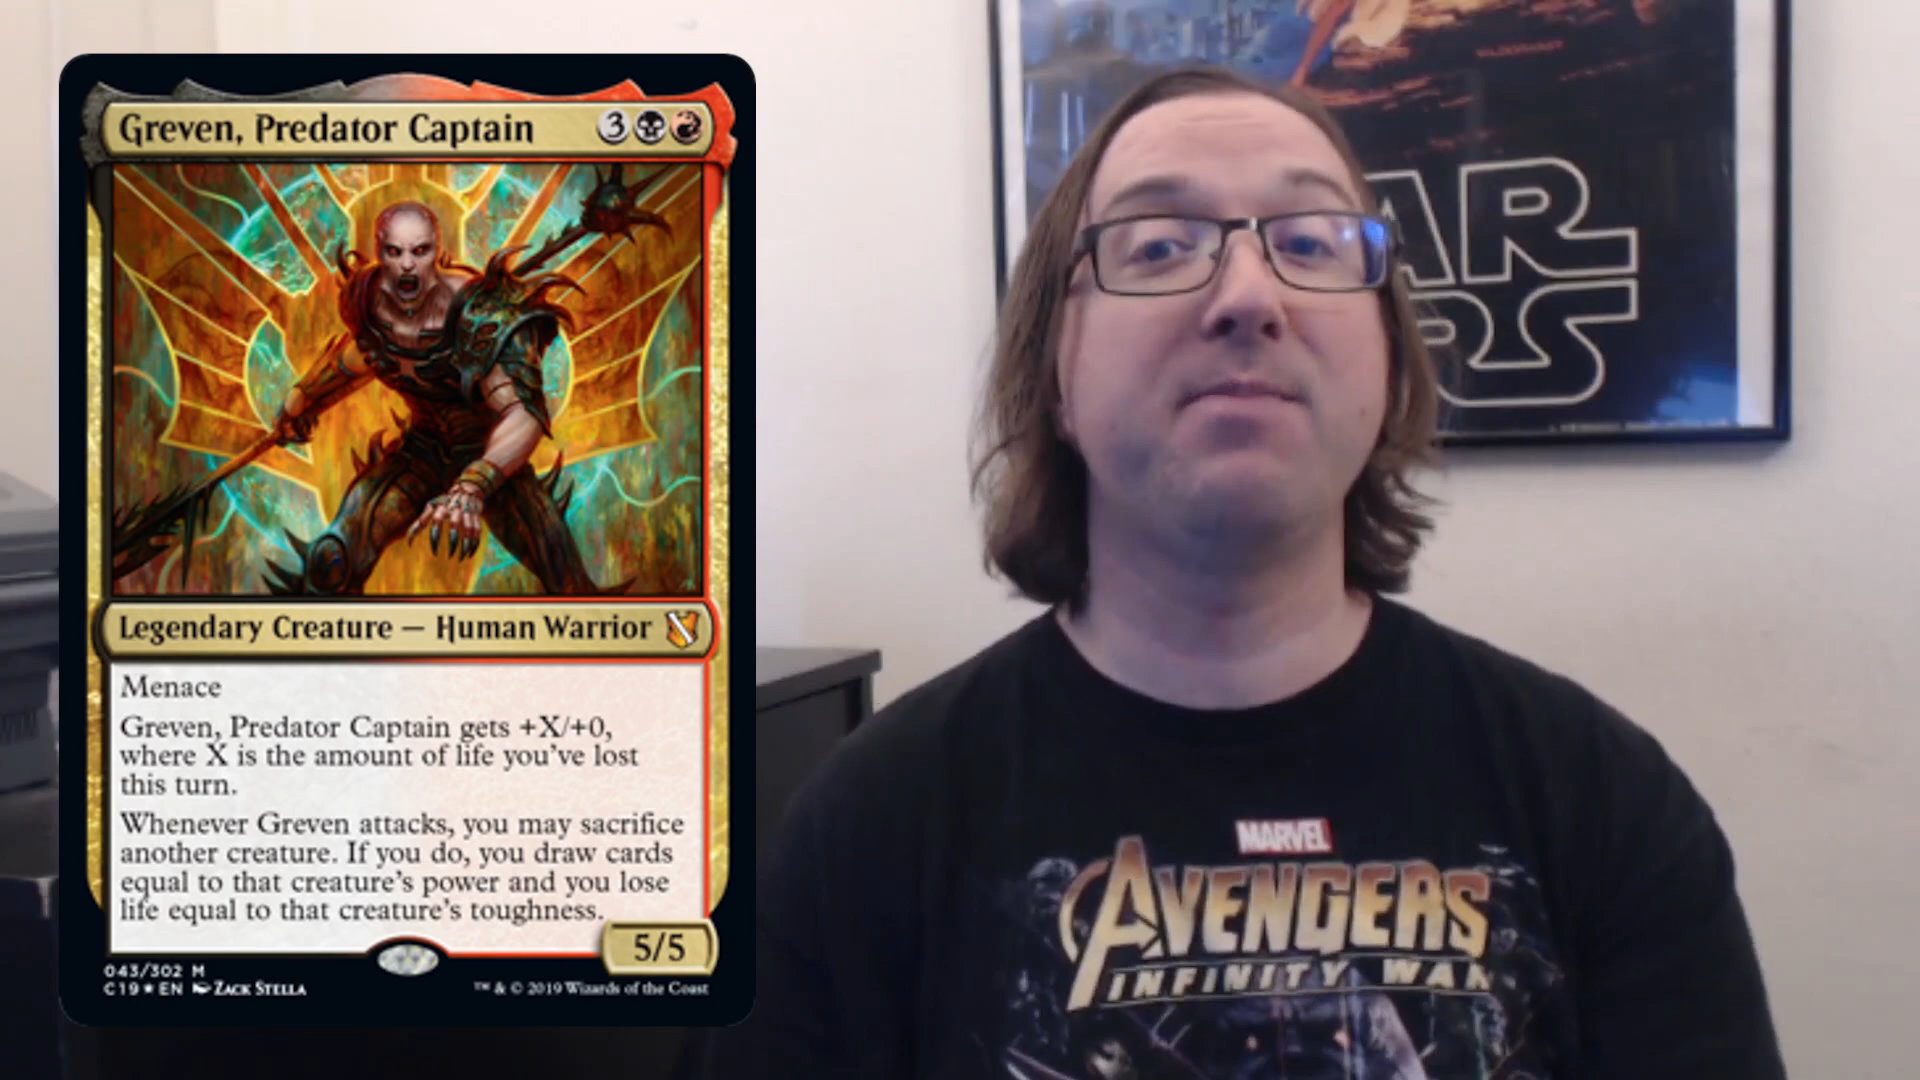 Greven, Predator Captain 3
Legendary Creature — Human Warrior
Menace
Greven, Predator Captain gets +X/+0,
where X is the amount of life you've lost
this turn.
Whenever Greven attacks, you may sacrifice
another creature. If you do, you draw cards
equal to that creature's power and you lose
life equal to that creature's toughness.
5/5
043/302 M
C19★EN ZACK STELLA
™ & © 2019 Wizards of the Coast
AR
RS
MARVEL
AVENGERS
INFINITY WAR